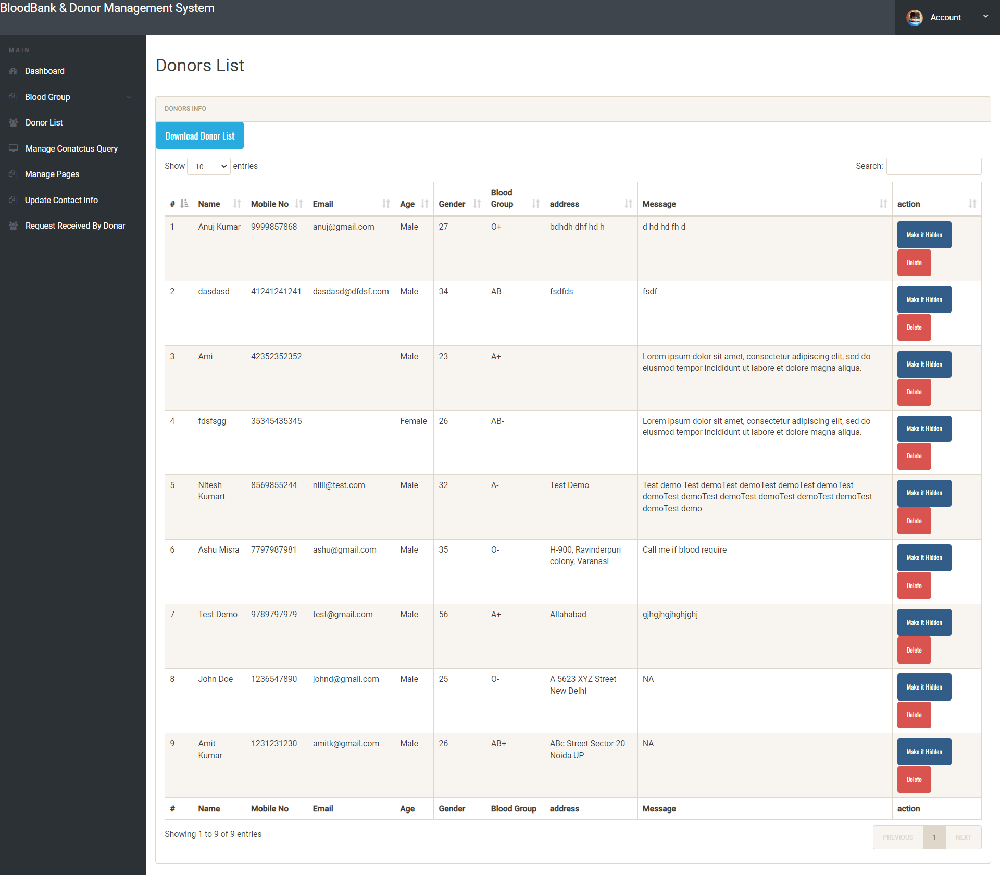 BloodBank & Donor Management System
Account
MAIN
Dashboard
Blood Group
Donor List
Manage Conatctus Query
Manage Pages
Update Contact Info
Request Received By Donar
Donors List
DONORS INFO
Download Donor List
Show 10 entries
Search:
# Name Mobile No Email Age Gender Blood Group address Message action
1 Anuj Kumar 9999857868 anuj@gmail.com Male 27 O+ bdhdh dhf hd h d hd hd fh d Make it Hidden
Delete
2 dasdasd 41241241241 dasdasd@dfdsf.com Male 34 AB- fsdfds fsdf Make it Hidden
Delete
3 Ami 42352352352 Male 23 A+ Lorem ipsum dolor sit amet, consectetur adipiscing elit, sed do Make it Hidden
eiusmod tempor incididunt ut labore et dolore magna aliqua.
Delete
4 fdsfsgg 35345435345 Female 26 AB- Lorem ipsum dolor sit amet, consectetur adipiscing elit, sed do Make it Hidden
eiusmod tempor incididunt ut labore et dolore magna aliqua.
Delete
5 Nitesh 8569855244 niiii@test.com Male 32 A- Test Demo Test demo Test demoTest demoTest demoTest demoTest Make it Hidden
Kumart demoTest demoTest demoTest demoTest demoTest demoTest
demoTest demo
Delete
6 Ashu Misra 7797987981 ashu@gmail.com Male 35 O- H-900, Ravinderpuri Call me if blood require Make it Hidden
colony, Varanasi
Delete
7 Test Demo 9789797979 test@gmail.com Male 56 A+ Allahabad gjhgjhgjhghjghj Make it Hidden
Delete
8 John Doe 1236547890 johnd@gmail.com Male 25 O- A 5623 XYZ Street NA Make it Hidden
New Delhi
Delete
9 Amit 1231231230 amitk@gmail.com Male 26 AB+ ABc Street Sector 20 NA Make it Hidden
Kumar Noida UP
Delete
# Name Mobile No Email Age Gender Blood Group address Message action
Showing 1 to 9 of 9 entries
PREVIOUS 1 NEXT